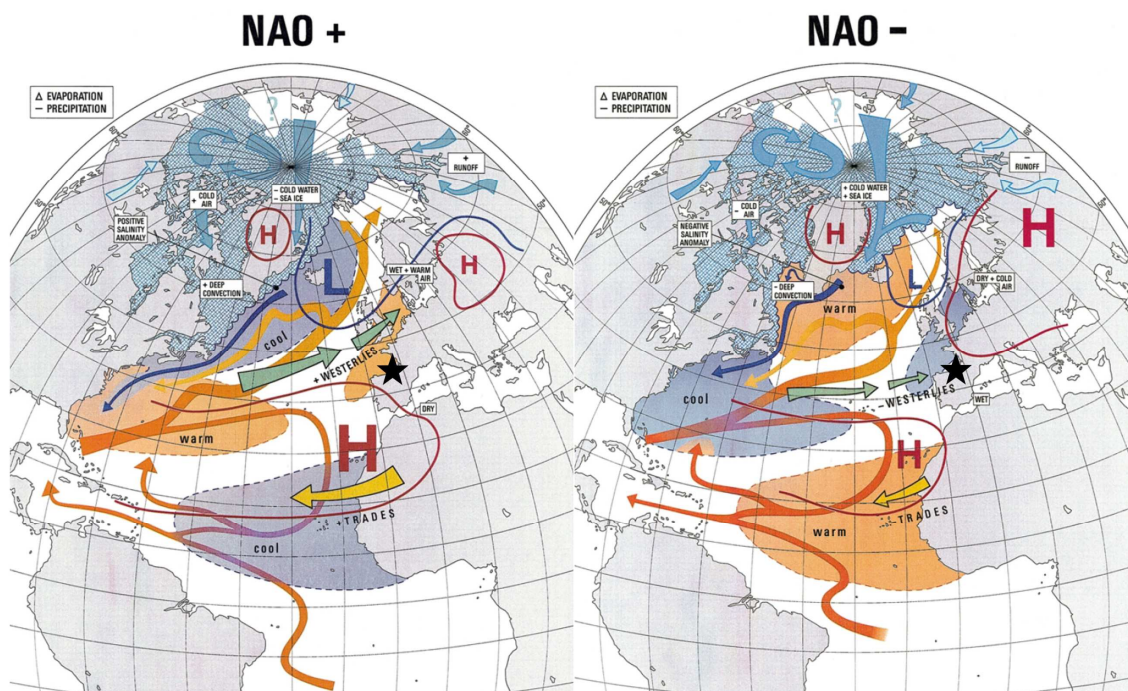 NAO +
△ EVAPORATION
– PRECIPITATION
?
+
RUNOFF
+ COLD
AIR
– COLD WATER
– SEA ICE
POSITIVE
SALINITY
ANOMALY
H
+ DEEP
CONVECTION
L
WET + WARM
AIR
H
cool
+ WESTERLIES
DRY
warm
H
+TRADES
cool
NAO –
△ EVAPORATION
– PRECIPITATION
?
–
RUNOFF
– COLD
AIR
+ COLD WATER
+ SEA ICE
NEGATIVE
SALINITY
ANOMALY
H
H
– DEEP
CONVECTION
L
DRY + COLD
AIR
warm
cool
– WESTERLIES
WET
H
–TRADES
warm